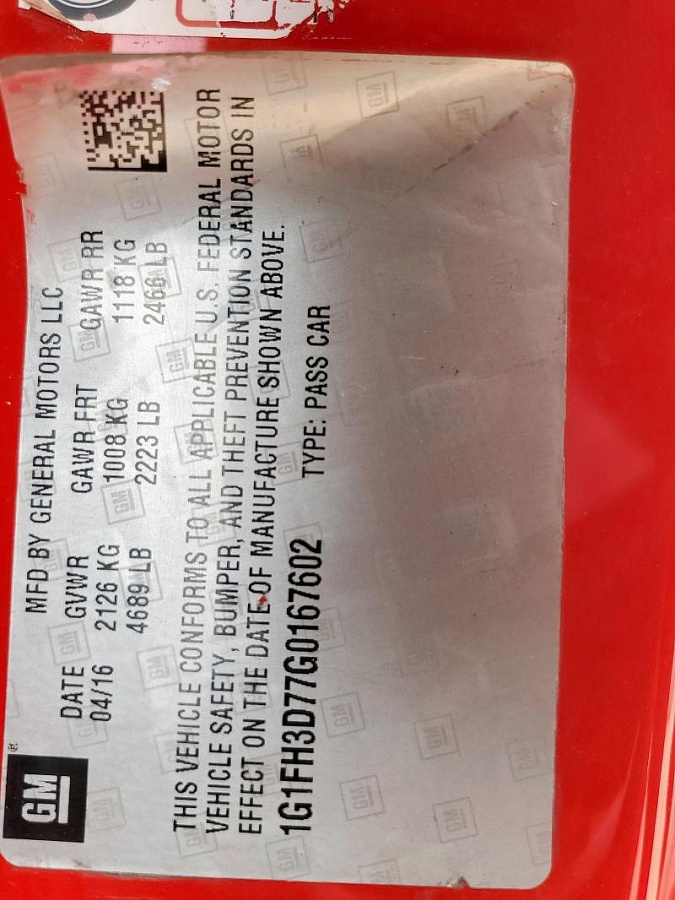 GM®
MFD BY GENERAL MOTORS LLC
DATE GVWR GAWR FRT GAWR RR
04/16 2126 KG 1008 KG 1118 KG
4689 LB 2223 LB 2466 LB
THIS VEHICLE CONFORMS TO ALL APPLICABLE U.S. FEDERAL MOTOR
VEHICLE SAFETY, BUMPER, AND THEFT PREVENTION STANDARDS IN
EFFECT ON THE DATE OF MANUFACTURE SHOWN ABOVE.
1G1FH3D77G0167602 TYPE: PASS CAR